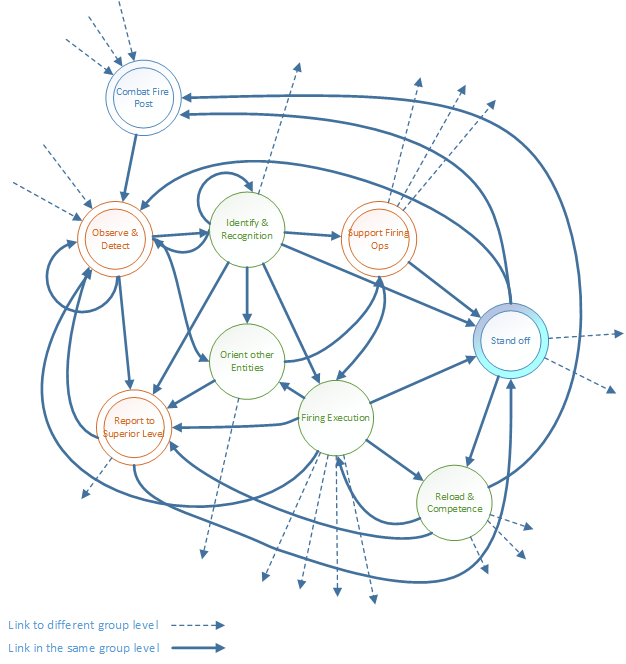 Combat Fire
Post
Observe &
Detect
Identify &
Recognition
Support Firing
Ops
Stand off
Orient other
Entities
Report to
Superior Level
Firing Execution
Reload &
Competence
Link to different group level
Link in the same group level